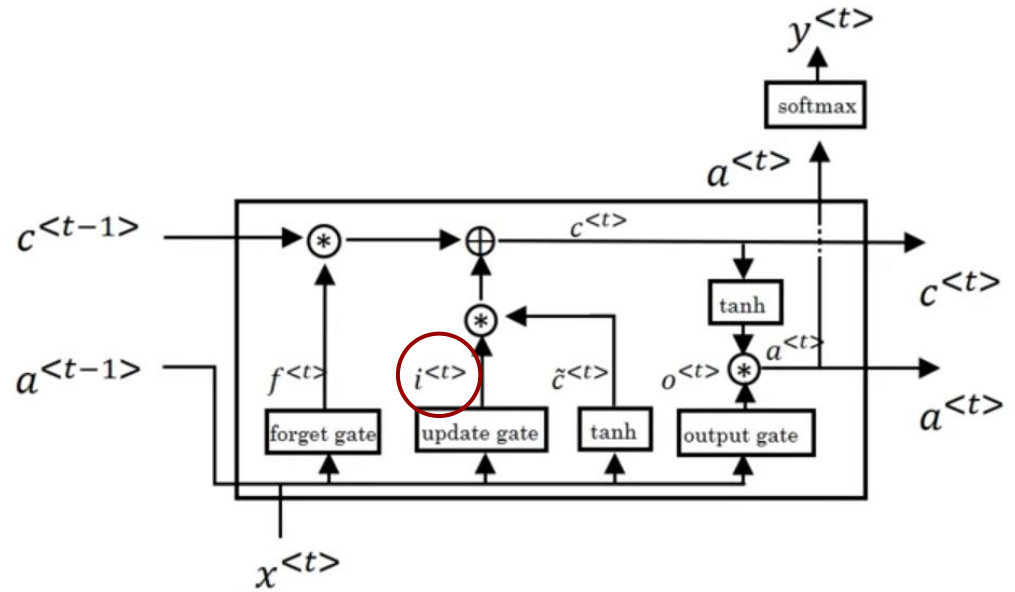 y<t>
softmax
a<t>
c<t-1>
c<t>
*
c<t>
tanh
*
a<t-1>
f<t>
i<t>
c̃<t>
o<t>
*
a<t>
a<t>
forget gate
update gate
tanh
output gate
x<t>